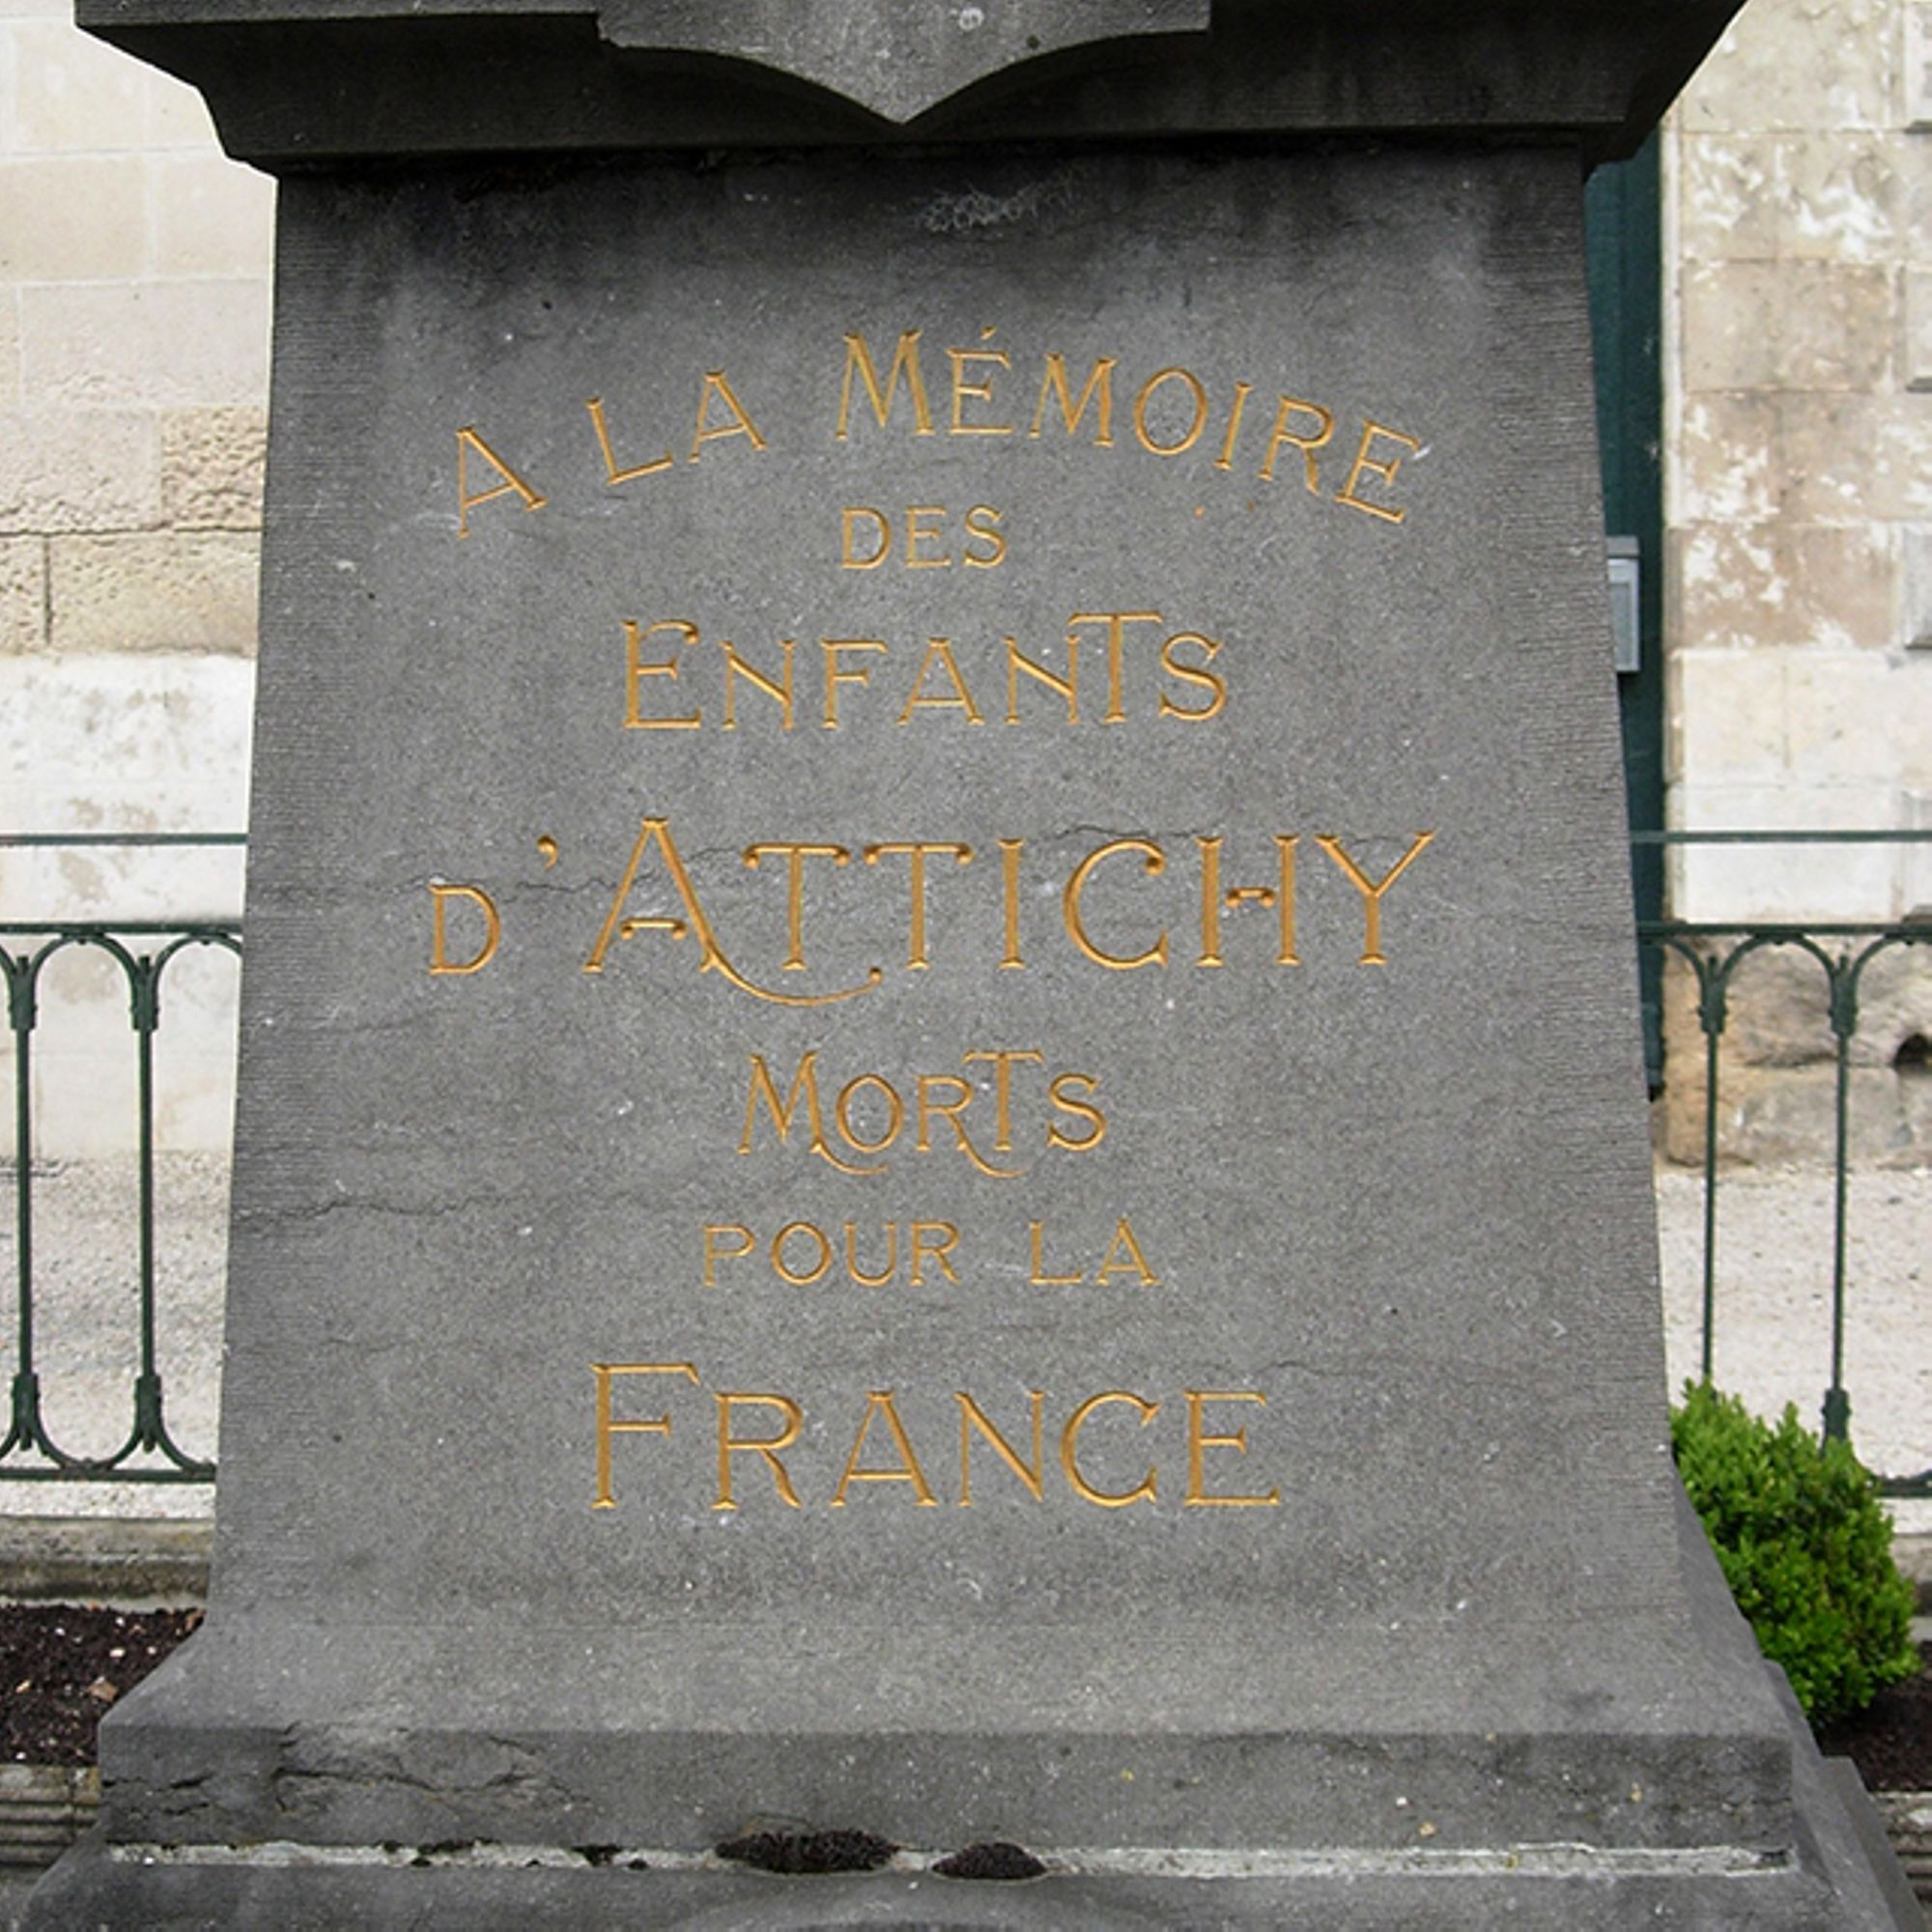 A LA MÉMOIRE
DES
ENFANTS
D'ATTICHY
MORTS
POUR LA
FRANCE